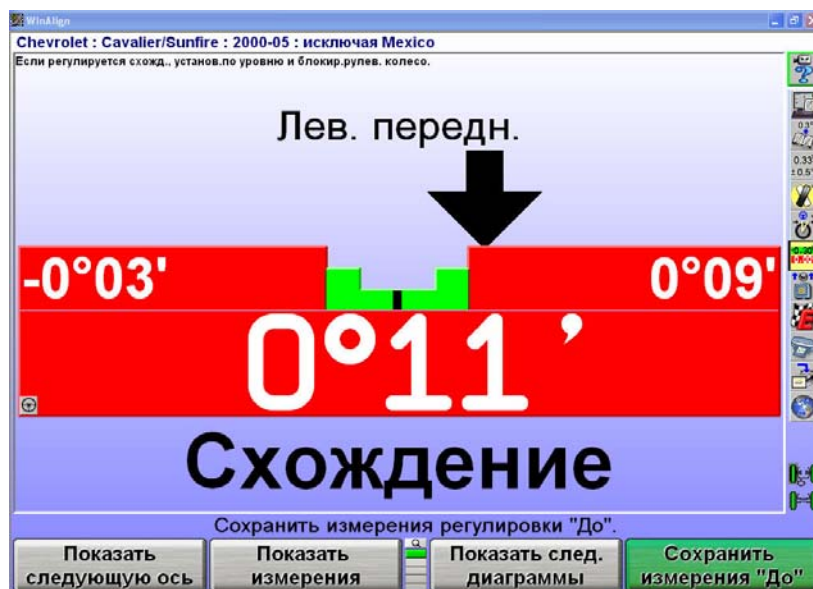 WinAlign
Chevrolet : Cavalier/Sunfire : 2000-05 : исключая Mexico
Если регулируется схожд., установ.по уровню и блокир.рулев. колесо.
Лев. передн.
-0°03' 0°09'
0°11'
Схождение
Сохранить измерения регулировки "До".
Показать следующую ось
Показать измерения
Показать след. диаграммы
Сохранить измерения "До"